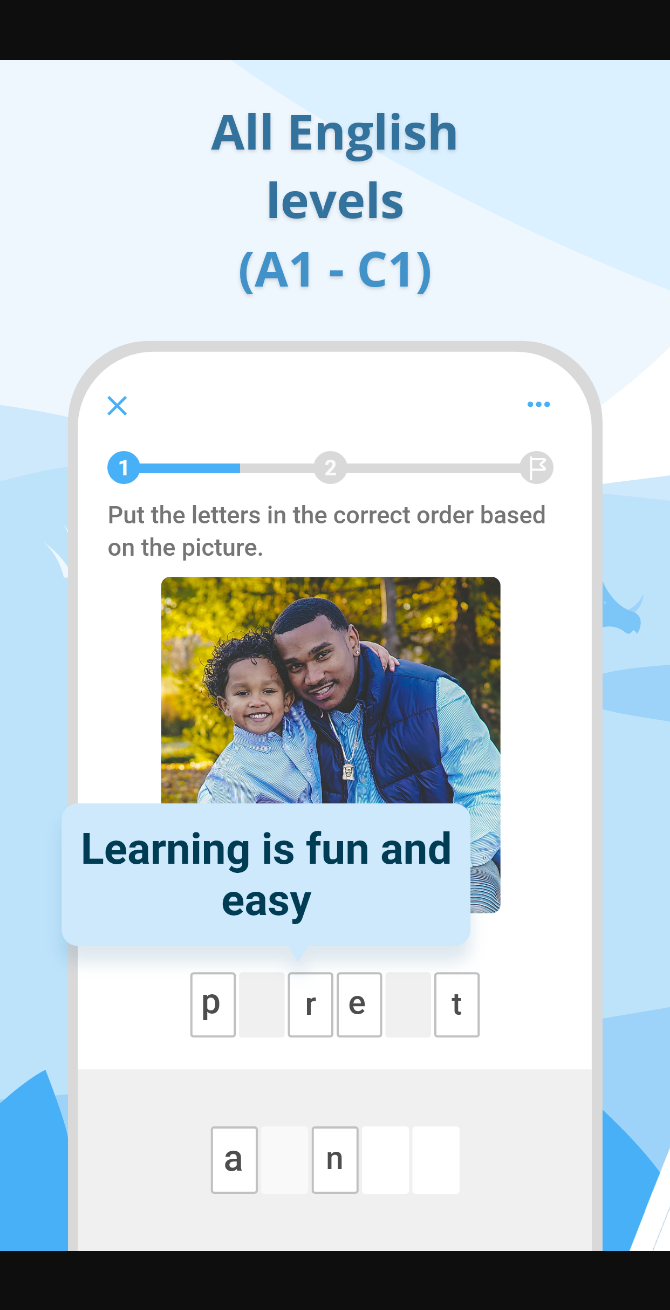 All English
levels
(A1 - C1)
1
2
Put the letters in the correct order based
on the picture.
Learning is fun and
easy
p r e t
a n